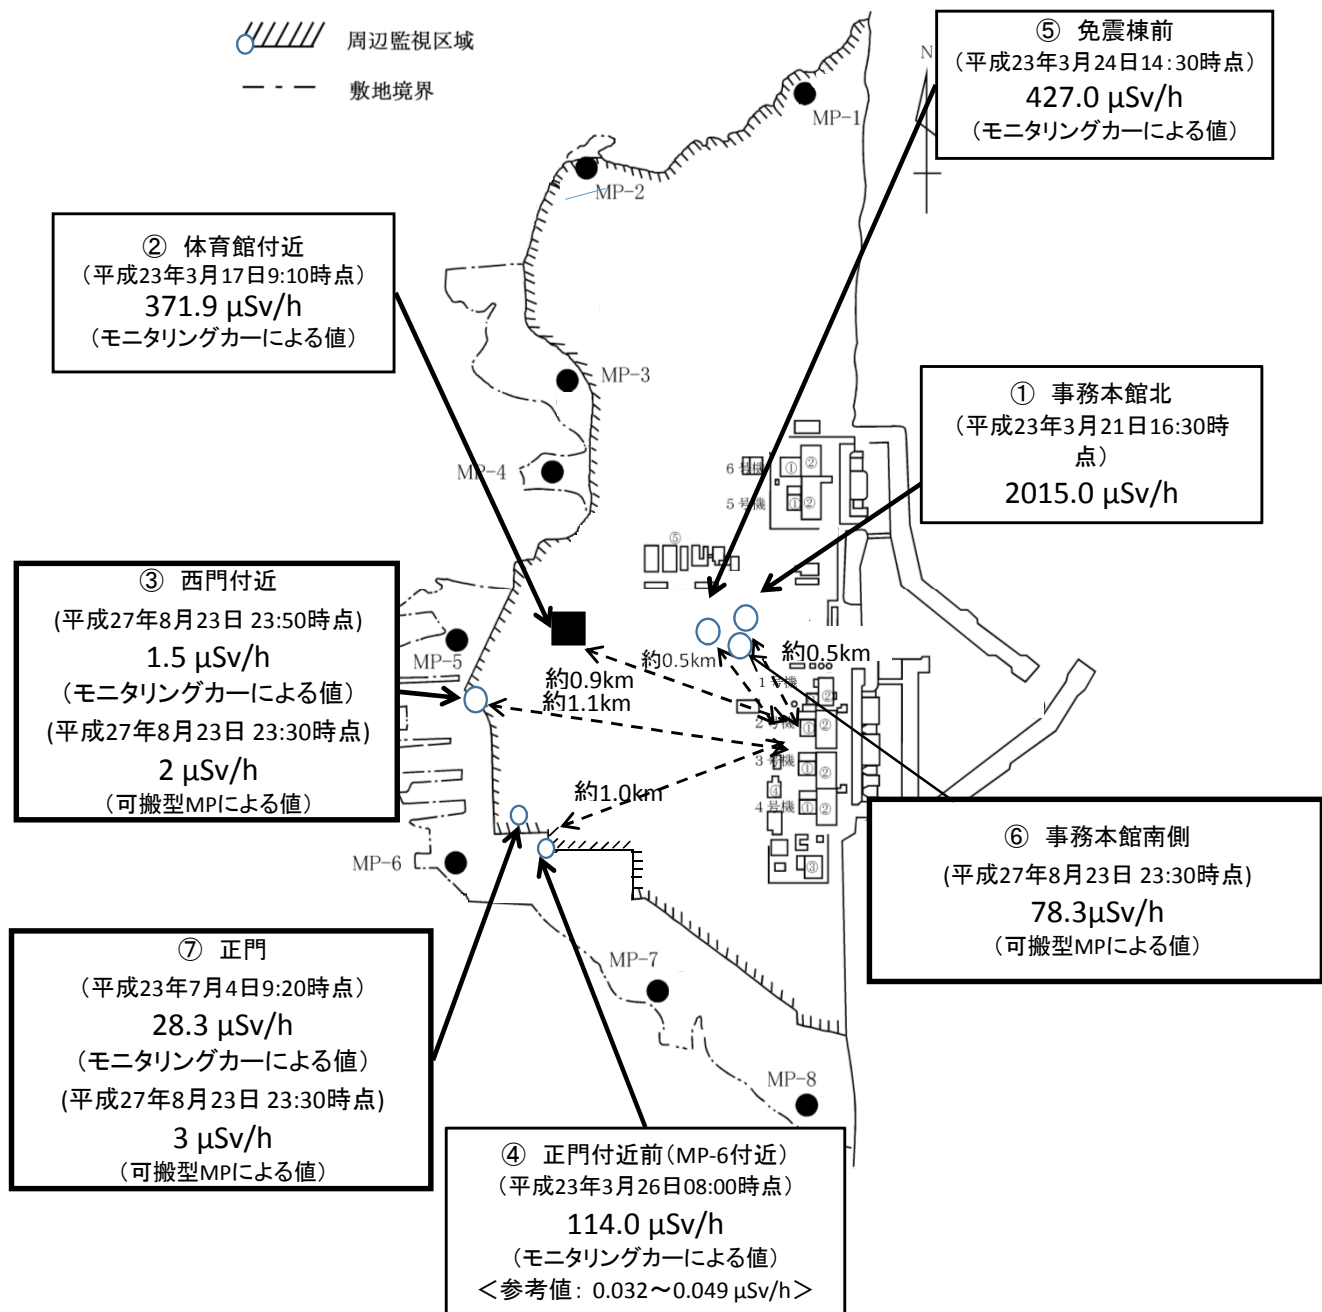 周辺監視区域
敷地境界
N
MP-1
MP-2
MP-3
MP-4
MP-5
MP-6
MP-7
MP-8
⑤ 免震棟前
(平成23年3月24日14:30時点)
427.0 μSv/h
(モニタリングカーによる値)
② 体育館付近
(平成23年3月17日9:10時点)
371.9 μSv/h
(モニタリングカーによる値)
① 事務本館北
(平成23年3月21日16:30時
点)
2015.0 μSv/h
6号機
① ②
5号機
① ②
⑤
③ 西門付近
(平成27年8月23日 23:50時点)
1.5 μSv/h
(モニタリングカーによる値)
(平成27年8月23日 23:30時点)
2 μSv/h
(可搬型MPによる値)
約0.5km
約0.5km
約0.9km
約1.1km
約1.0km
1号機
②
2号機
① ②
3号機
① ②
④
4号機
① ②
③
⑥ 事務本館南側
(平成27年8月23日 23:30時点)
78.3μSv/h
(可搬型MPによる値)
⑦ 正門
(平成23年7月4日9:20時点)
28.3 μSv/h
(モニタリングカーによる値)
(平成27年8月23日 23:30時点)
3 μSv/h
(可搬型MPによる値)
④ 正門付近前(MP-6付近)
(平成23年3月26日08:00時点)
114.0 μSv/h
(モニタリングカーによる値)
<参考値: 0.032~0.049 μSv/h>